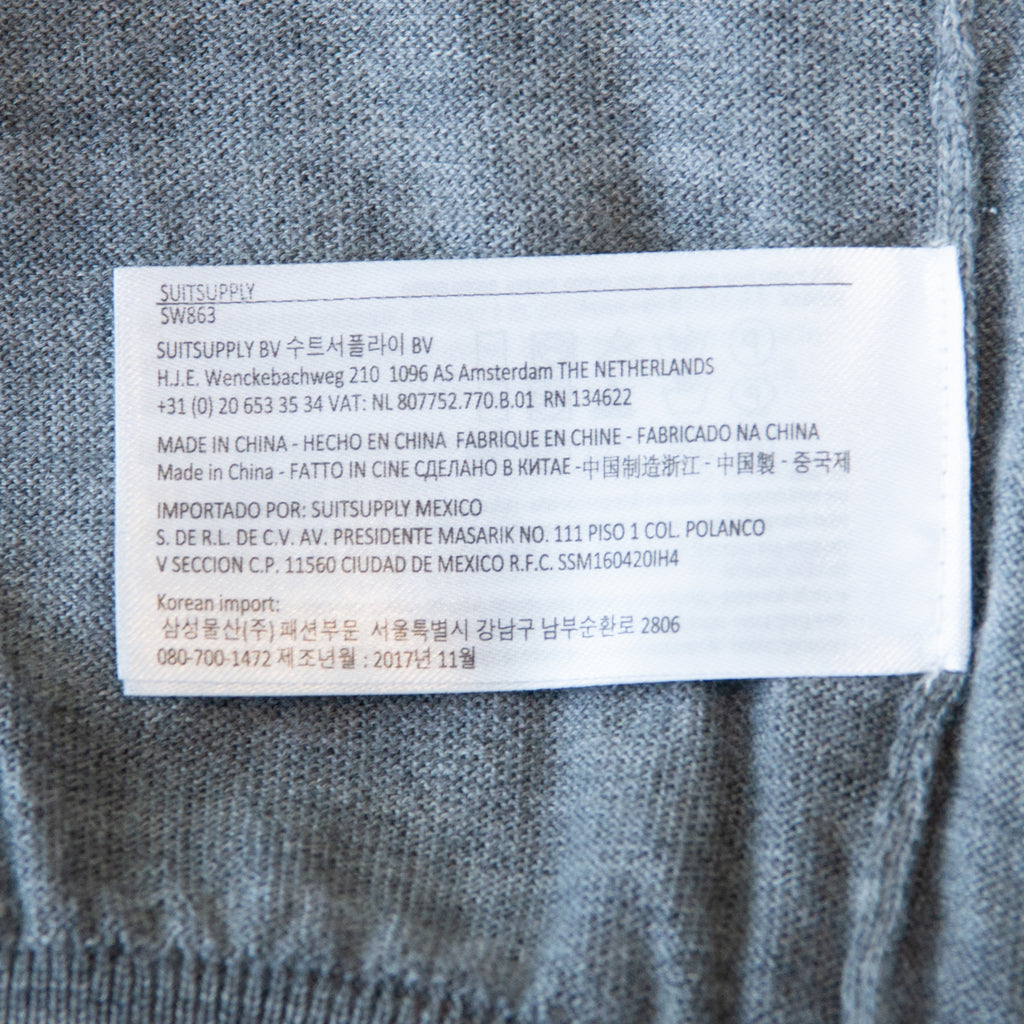 SUITSUPPLY
SW863
SUITSUPPLY BV 수트서플라이 BV
H.J.E. Wenckebachweg 210 1096 AS Amsterdam THE NETHERLANDS
+31 (0) 20 653 35 34 VAT: NL 807752.770.B.01 RN 134622
MADE IN CHINA - HECHO EN CHINA FABRIQUE EN CHINE - FABRICADO NA CHINA
Made in China - FATTO IN CINE СДЕЛАНО В КИТАЕ -中国制造浙江 - 中国製 - 중국제
IMPORTADO POR: SUITSUPPLY MEXICO
S. DE R.L. DE C.V. AV. PRESIDENTE MASARIK NO. 111 PISO 1 COL. POLANCO
V SECCION C.P. 11560 CIUDAD DE MEXICO R.F.C. SSM160420IH4
Korean import:
삼성물산(주) 패션부문 서울특별시 강남구 남부순환로 2806
080-700-1472 제조년월 : 2017년 11월